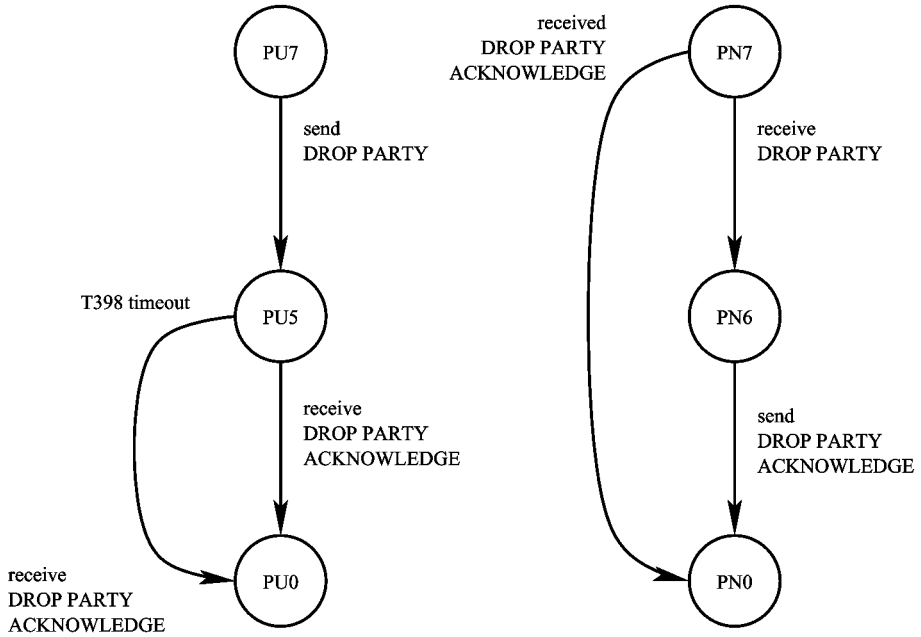 PU7
send
DROP PARTY
T398 timeout
PU5
receive
DROP PARTY
ACKNOWLEDGE
PU0
receive
DROP PARTY
ACKNOWLEDGE
received
DROP PARTY
ACKNOWLEDGE
PN7
receive
DROP PARTY
PN6
send
DROP PARTY
ACKNOWLEDGE
PN0